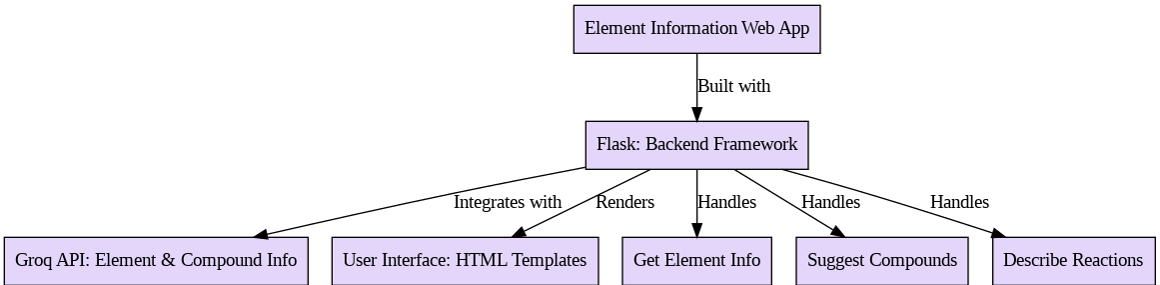 Element Information Web App
Built with
Flask: Backend Framework
Integrates with
Renders
Handles
Handles
Handles
Groq API: Element & Compound Info
User Interface: HTML Templates
Get Element Info
Suggest Compounds
Describe Reactions